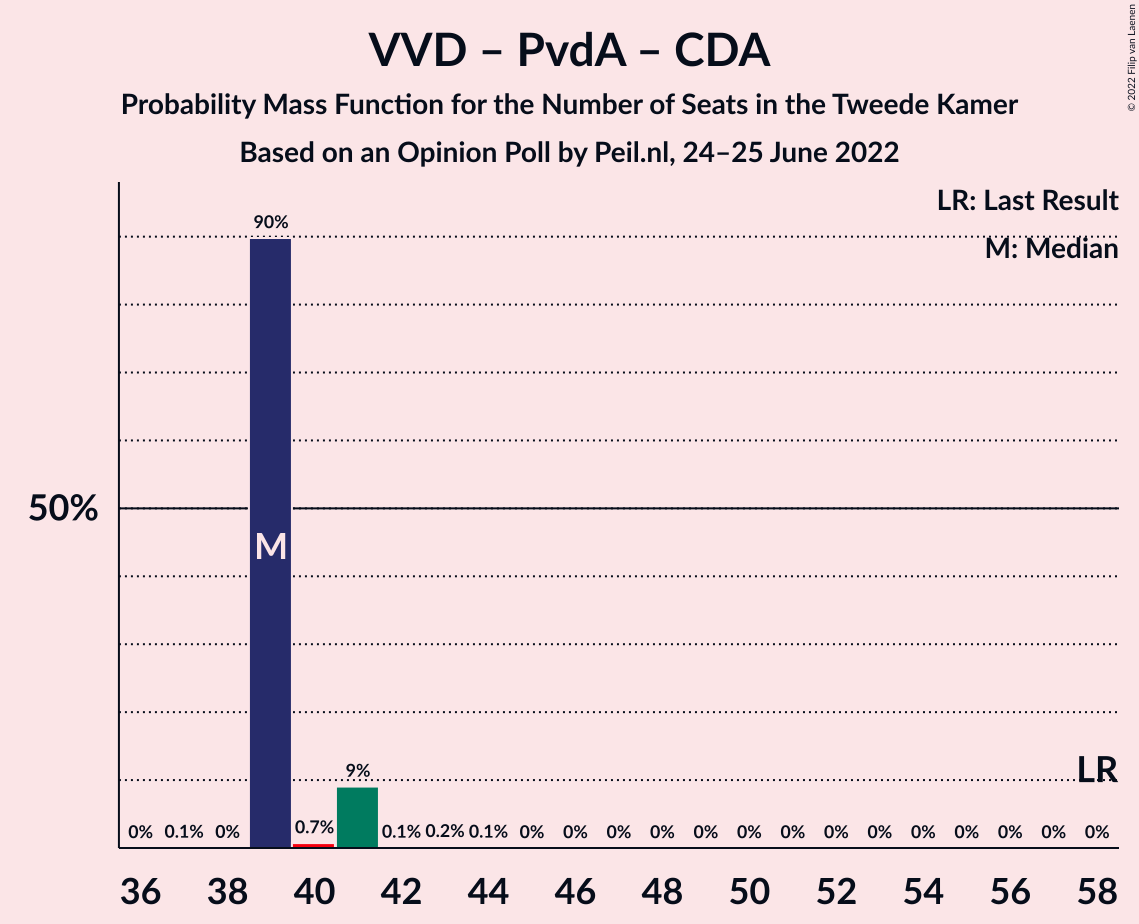 VVD – PvdA – CDA
Probability Mass Function for the Number of Seats in the Tweede Kamer
Based on an Opinion Poll by Peil.nl, 24–25 June 2022
© 2022 Filip van Laenen
LR: Last Result
M: Median
50%
90%
M
9%
LR
0% 0.1% 0% 0.7% 0.1% 0.2% 0.1% 0% 0% 0% 0% 0% 0% 0% 0% 0% 0% 0% 0% 0% 0%
36 38 40 42 44 46 48 50 52 54 56 58